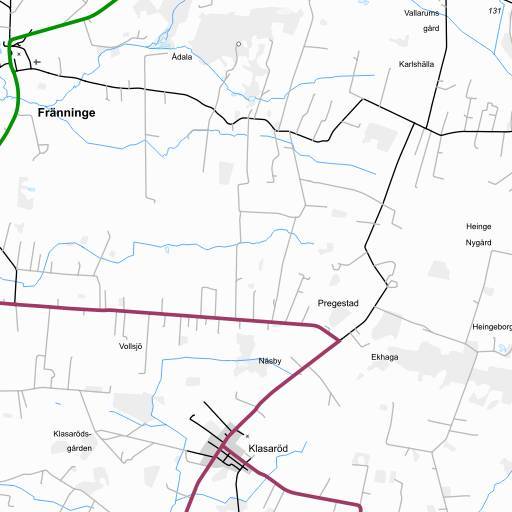 Vallarums
gård
131
Ådala
Karlshälla
Fränninge
Heinge
Nygård
Pregestad
Heingeborg
Vollsjö
Näsby
Ekhaga
Klasaröds-
gården
Klasaröd